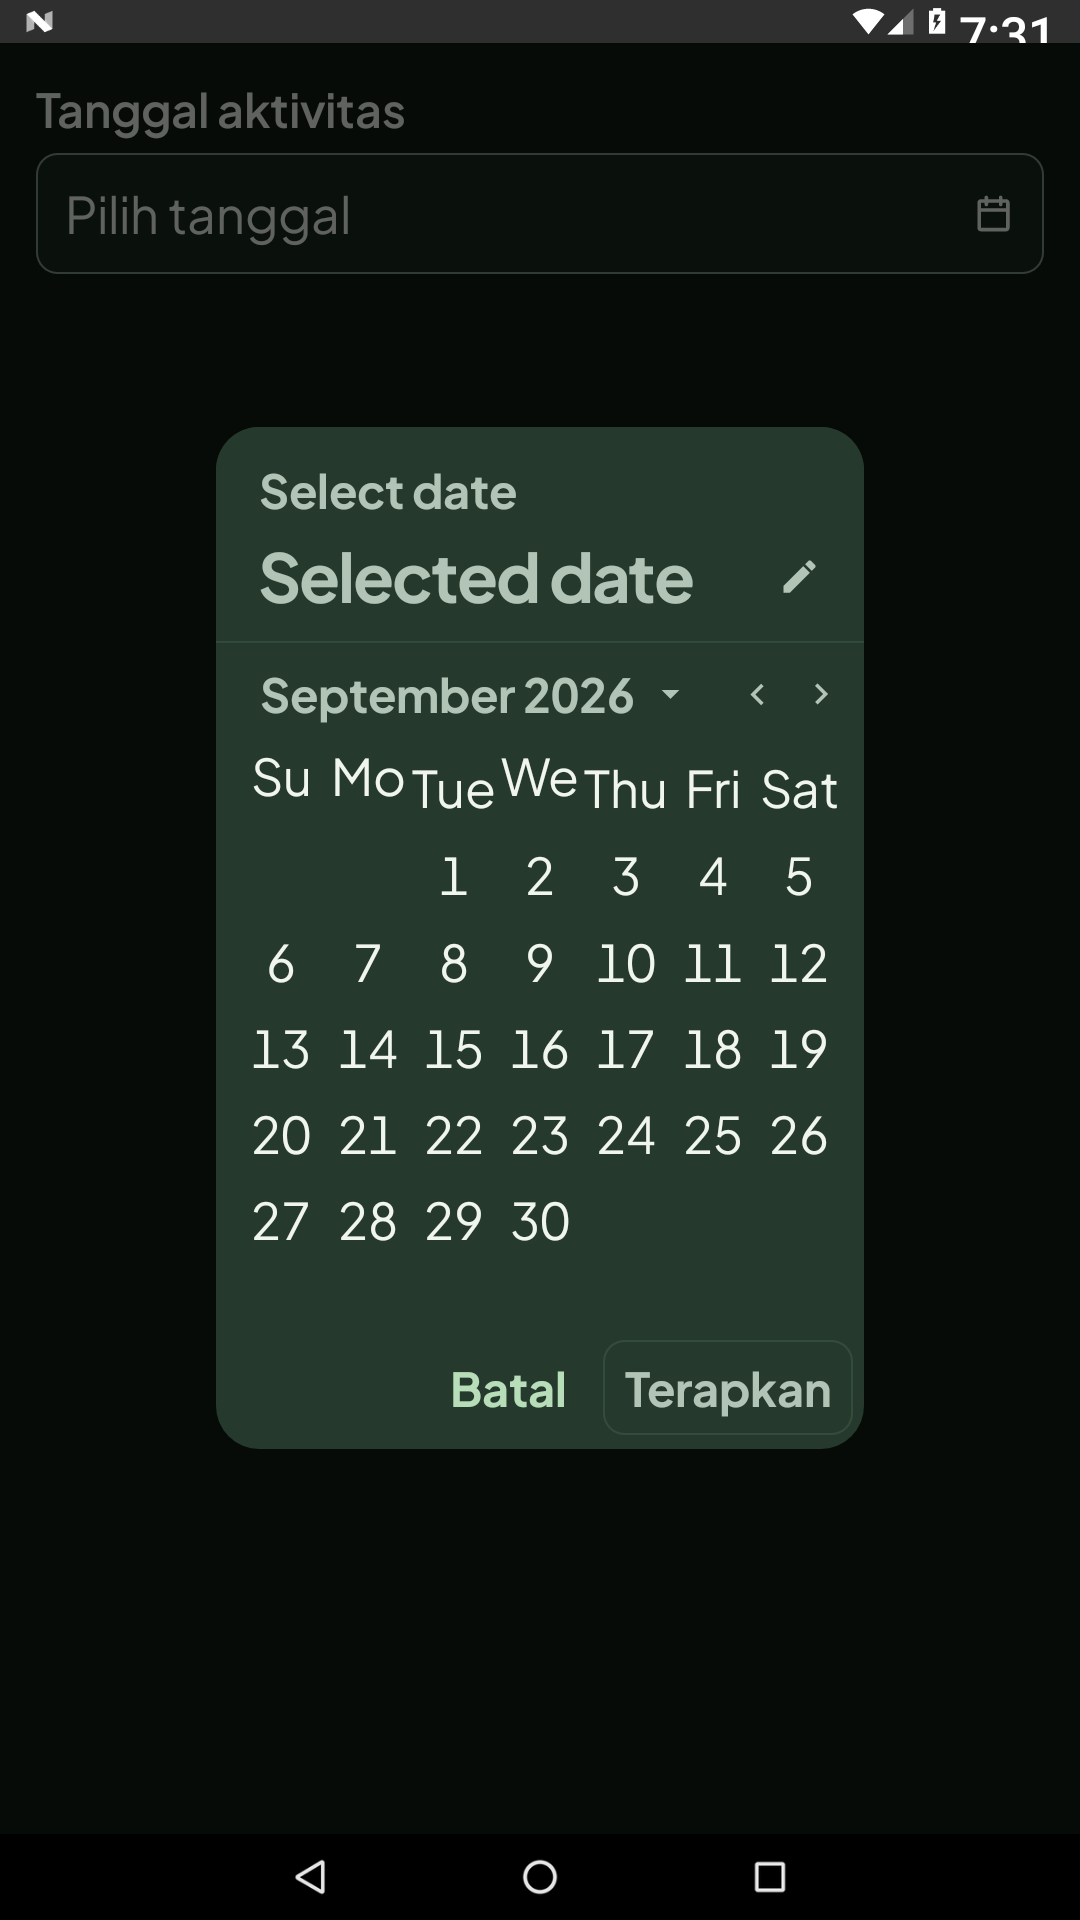 7:31
Tanggal aktivitas
Pilih tanggal
Select date
Selected date
September 2026
Su Mo Tue We Thu Fri Sat
1 2 3 4 5
6 7 8 9 10 11 12
13 14 15 16 17 18 19
20 21 22 23 24 25 26
27 28 29 30
Batal Terapkan